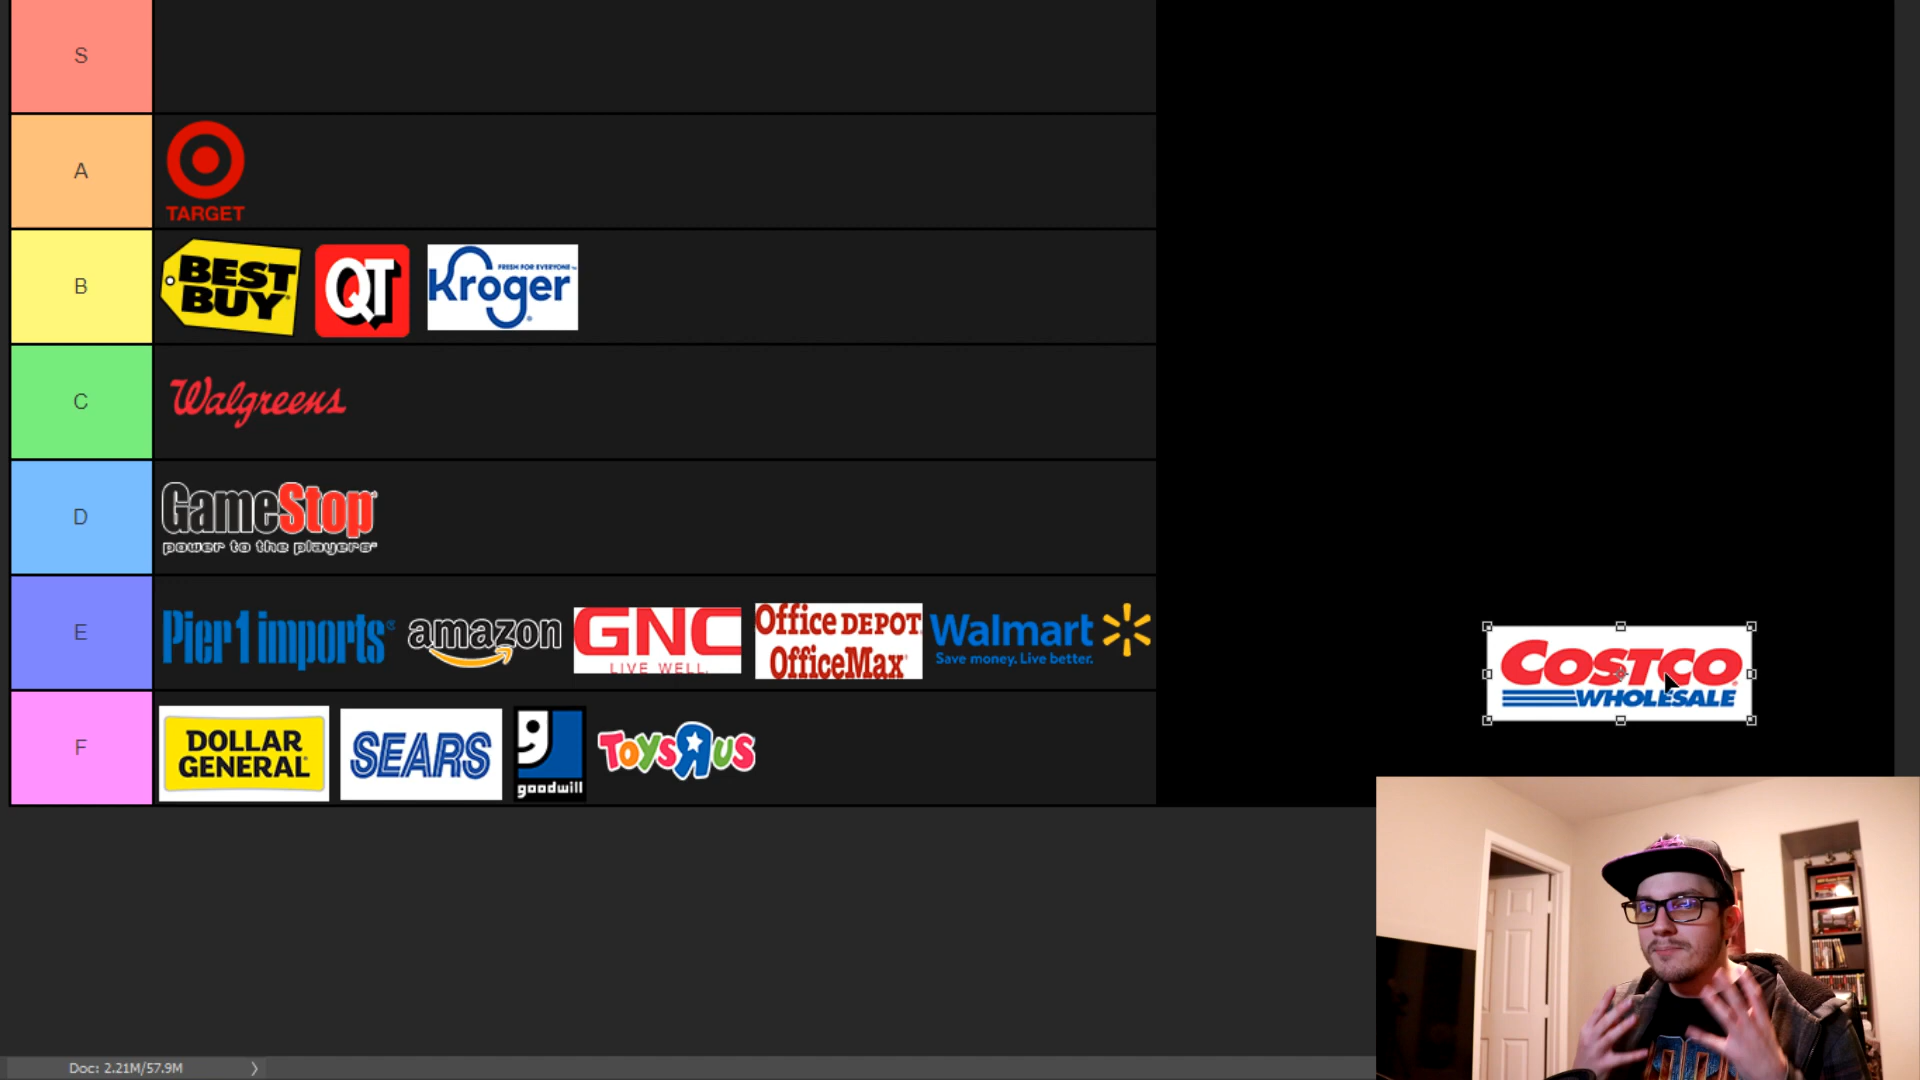 S
A
TARGET
B
BEST
BUY
QT
FRESH FOR EVERYONE™
Kroger
C
Walgreens
D
GameStop
power to the players
E
Pier 1 imports
amazon
GNC
LIVE WELL.
Office DEPOT
OfficeMax
Walmart
Save money. Live better.
COSTCO
WHOLESALE
F
DOLLAR
GENERAL
SEARS
g
goodwill
TOYS R US
Doc: 2.21M/57.9M